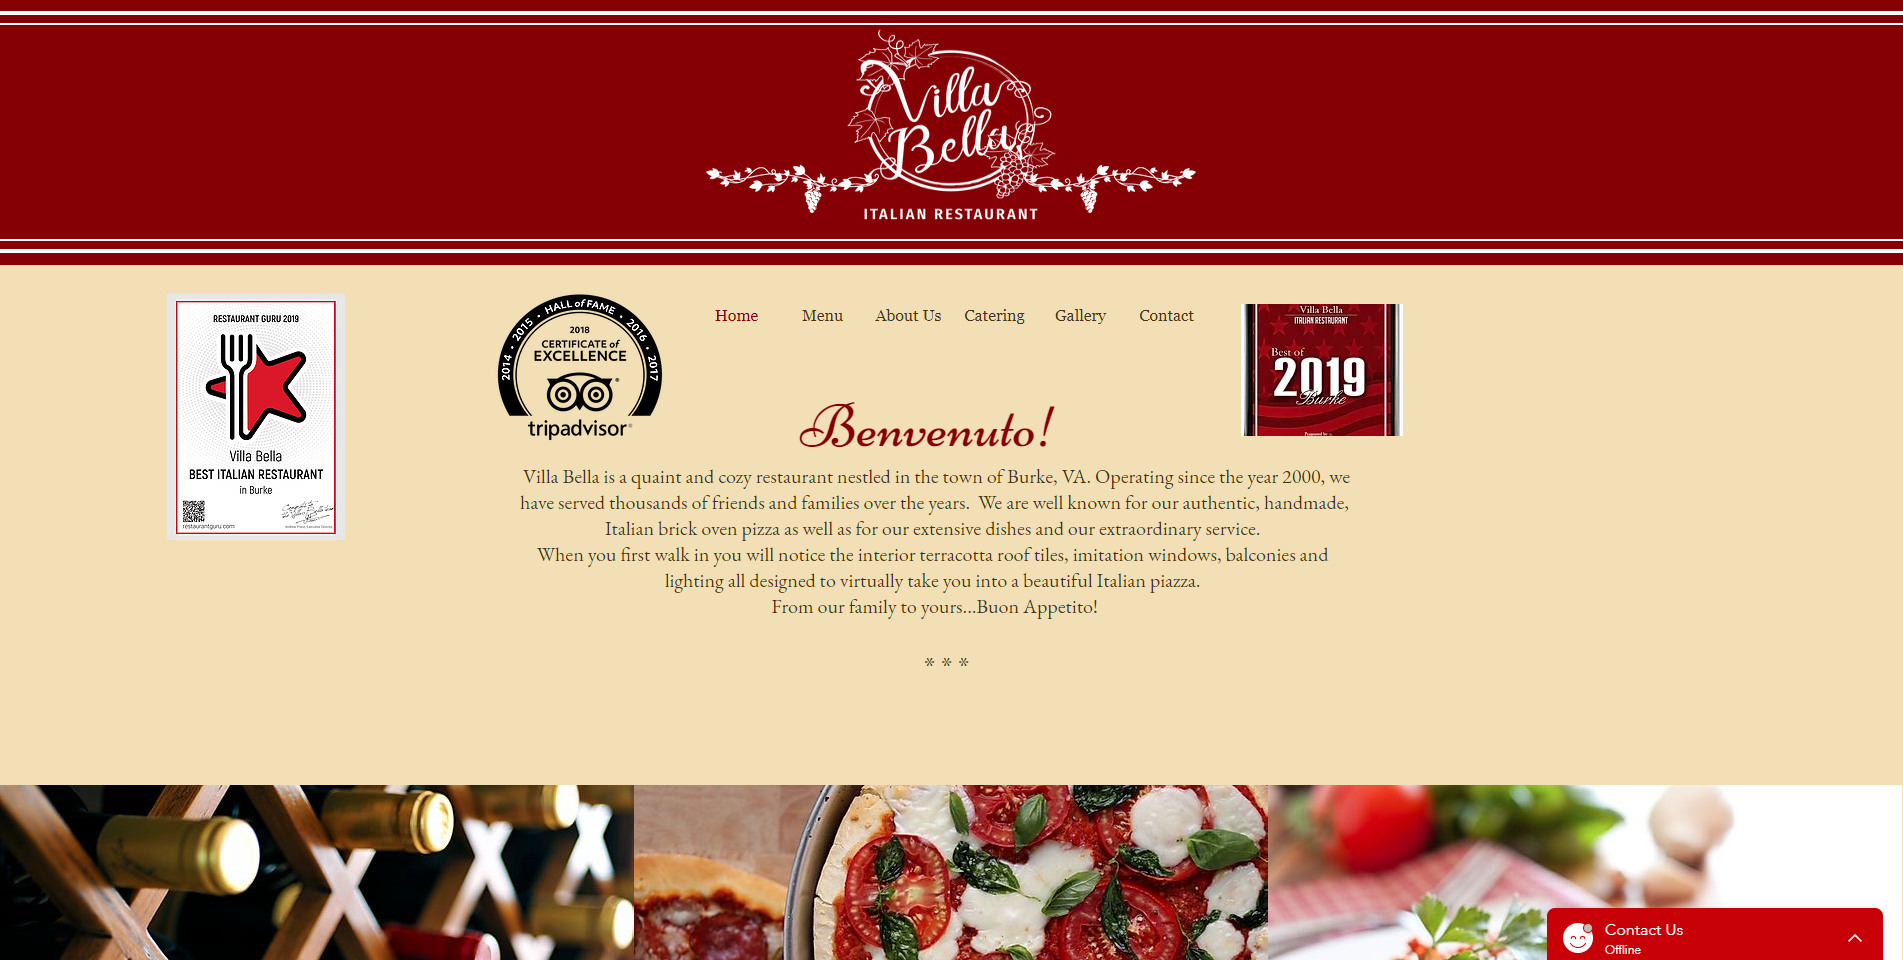 Villa
Bella
ITALIAN RESTAURANT
RESTAURANT GURU 2019
Villa Bella
BEST ITALIAN RESTAURANT
in Burke
restaurantguru.com
2014 • 2015 • HALL of FAME • 2016 • 2017
2018
CERTIFICATE of
EXCELLENCE
tripadvisor®
Home
Menu
About Us
Catering
Gallery
Contact
Villa Bella
ITALIAN RESTAURANT
Best of
2019
Burke
Benvenuto!
Villa Bella is a quaint and cozy restaurant nestled in the town of Burke, VA. Operating since the year 2000, we
have served thousands of friends and families over the years.  We are well known for our authentic, handmade,
Italian brick oven pizza as well as for our extensive dishes and our extraordinary service.
When you first walk in you will notice the interior terracotta roof tiles, imitation windows, balconies and
lighting all designed to virtually take you into a beautiful Italian piazza.
From our family to yours...Buon Appetito!
* * *
Contact Us
Offline